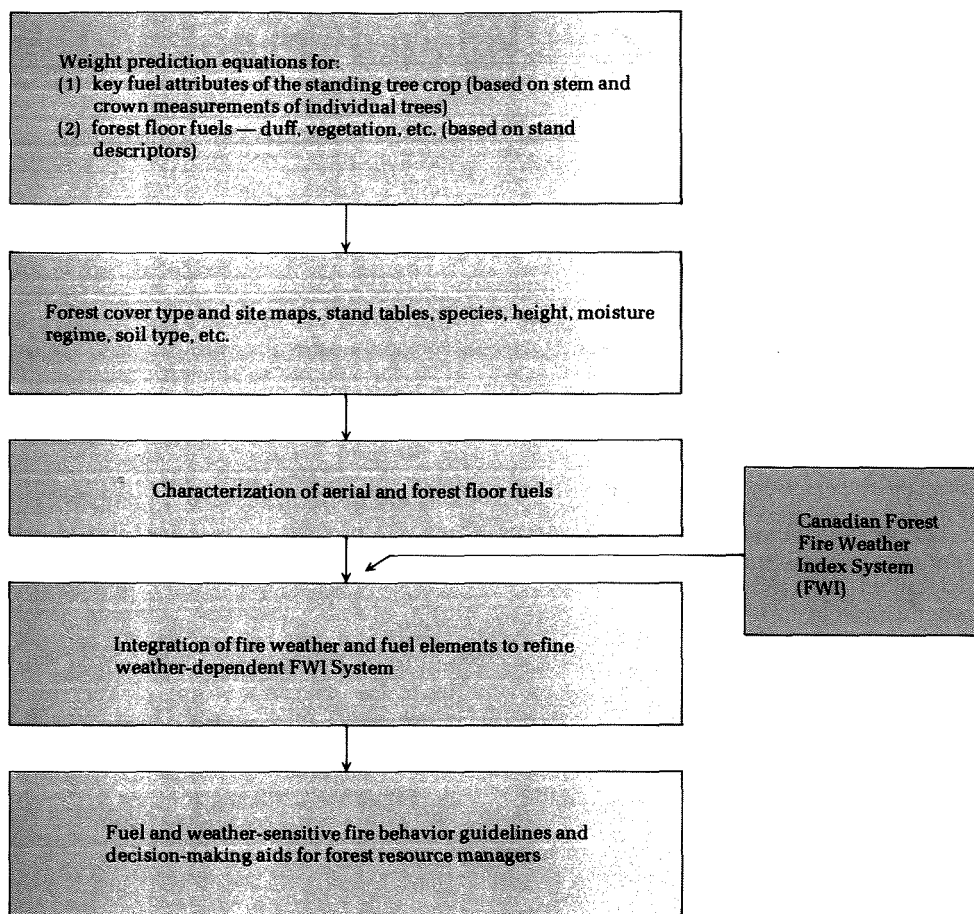 Weight prediction equations for:
(1) key fuel attributes of the standing tree crop (based on stem and
crown measurements of individual trees)
(2) forest floor fuels — duff, vegetation, etc. (based on stand
descriptors)
Forest cover type and site maps, stand tables, species, height, moisture
regime, soil type, etc.
Characterization of aerial and forest floor fuels
Canadian Forest
Fire Weather
Index System
(FWI)
Integration of fire weather and fuel elements to refine
weather-dependent FWI System
Fuel and weather-sensitive fire behavior guidelines and
decision-making aids for forest resource managers